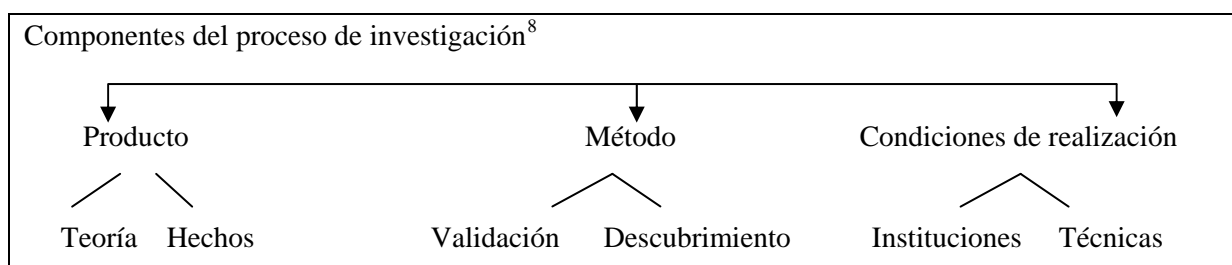 Componentes del proceso de investigación⁸
Producto Método Condiciones de realización
Teoría Hechos Validación Descubrimiento Instituciones Técnicas